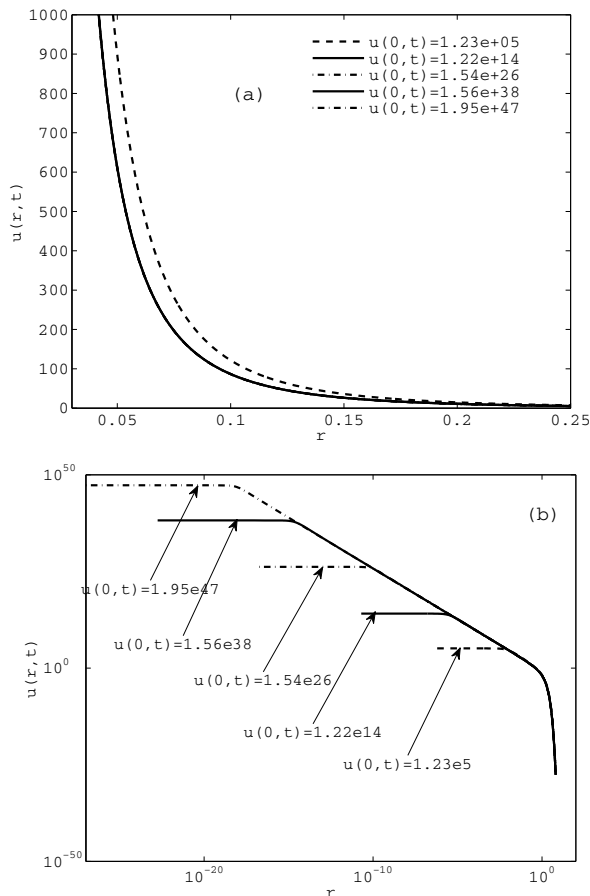 1000
900
800
700
600
500
400
300
200
100
0
u(r,t)
0.05 0.1 0.15 0.2 0.25
r
(a)
u(0,t)=1.23e+05
u(0,t)=1.22e+14
u(0,t)=1.54e+26
u(0,t)=1.56e+38
u(0,t)=1.95e+47
10^50
10^0
10^-50
u(r,t)
(b)
u(0,t)=1.95e47
u(0,t)=1.56e38
u(0,t)=1.54e26
u(0,t)=1.22e14
u(0,t)=1.23e5
10^-20 10^-10 10^0
r